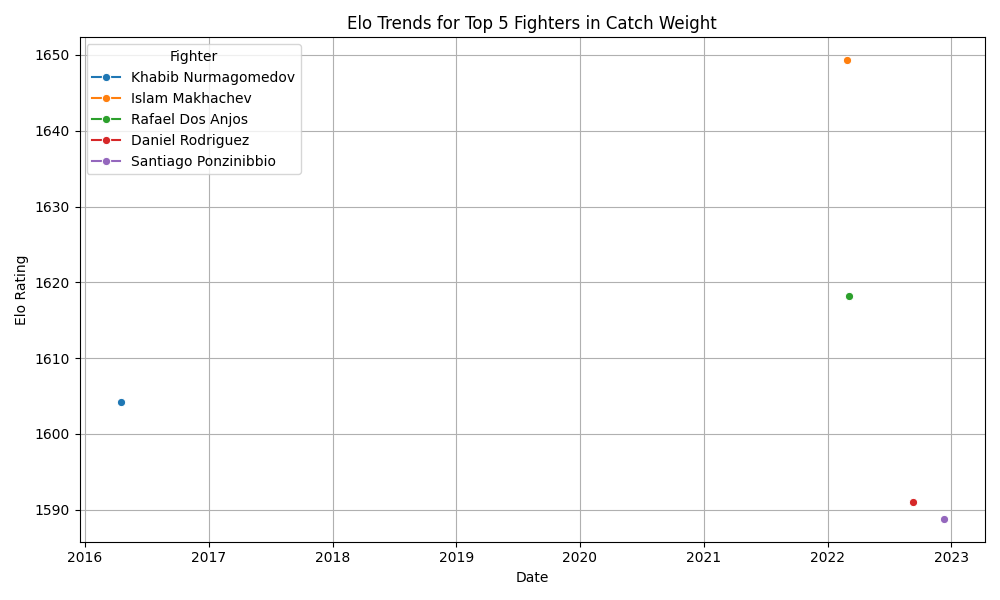 Elo Trends for Top 5 Fighters in Catch Weight
Fighter
Khabib Nurmagomedov
Islam Makhachev
Rafael Dos Anjos
Daniel Rodriguez
Santiago Ponzinibbio
Elo Rating
1650
1640
1630
1620
1610
1600
1590
2016 2017 2018 2019 2020 2021 2022 2023
Date